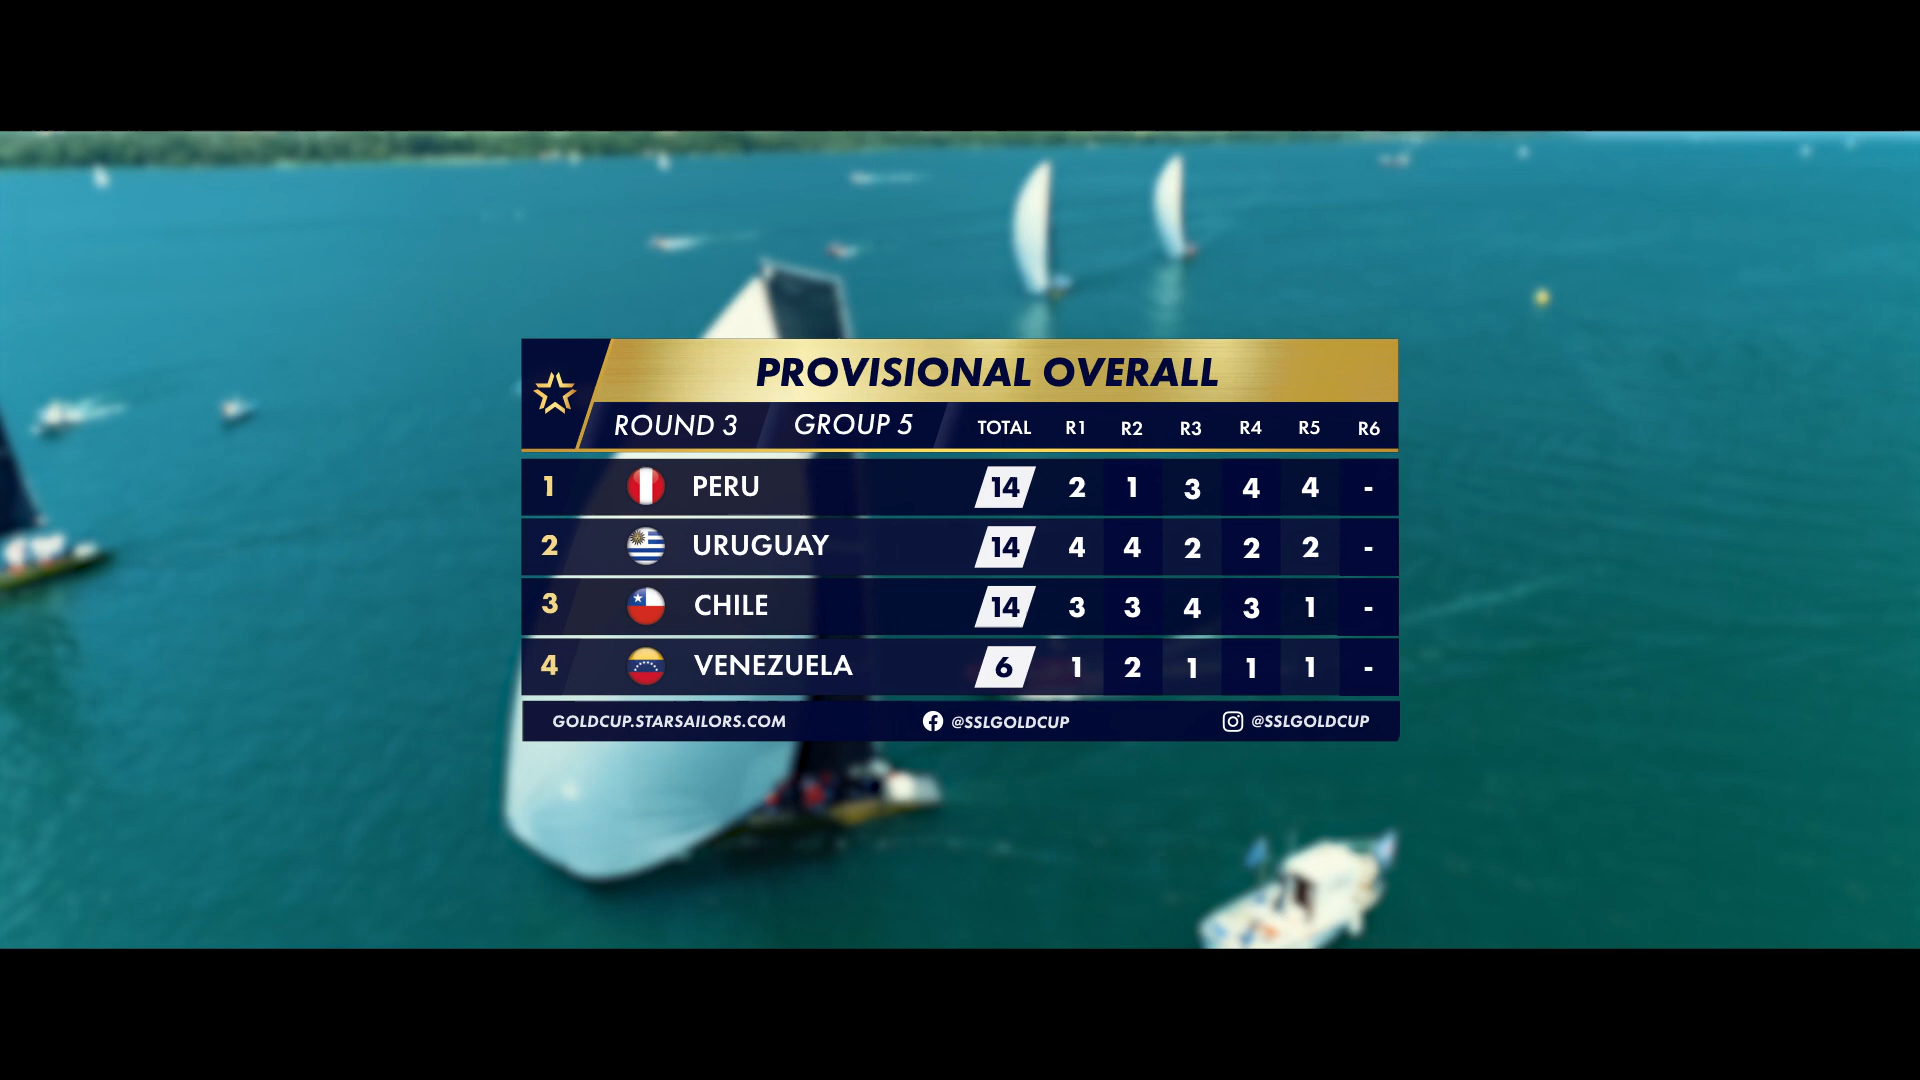 PROVISIONAL OVERALL
ROUND 3 GROUP 5 TOTAL R1 R2 R3 R4 R5 R6
1 PERU 14 2 1 3 4 4 -
2 URUGUAY 14 4 4 2 2 2 -
3 CHILE 14 3 3 4 3 1 -
4 VENEZUELA 6 1 2 1 1 1 -
GOLDCUP.STARSAILORS.COM @SSLGOLDCUP @SSLGOLDCUP